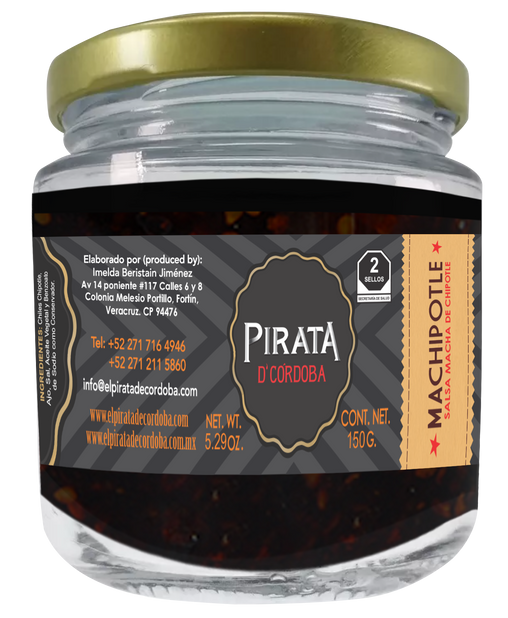 INGREDIENTES: Chiles Chipotle,
Ajo, Sal, Aceite Vegetal y Benzoato
de Sodio como Conservador.
Elaborado por (produced by):
Imelda Beristain Jiménez
Av 14 poniente #117 Calles 6 y 8
Colonia Melesio Portillo, Fortín,
Veracruz. CP 94476
Tel: +52 271 716 4946
+52 271 211 5860
info@elpiratadecordoba.com
www.elpiratadecordoba.com
www.elpiratadecordoba.com.mx
NET. WT.
5.29OZ.
PIRATA
D'CÓRDOBA
2
SELLOS
SECRETARÍA DE SALUD
CONT. NET.
150G.
MACHIPOTLE
SALSA MACHA DE CHIPOTLE